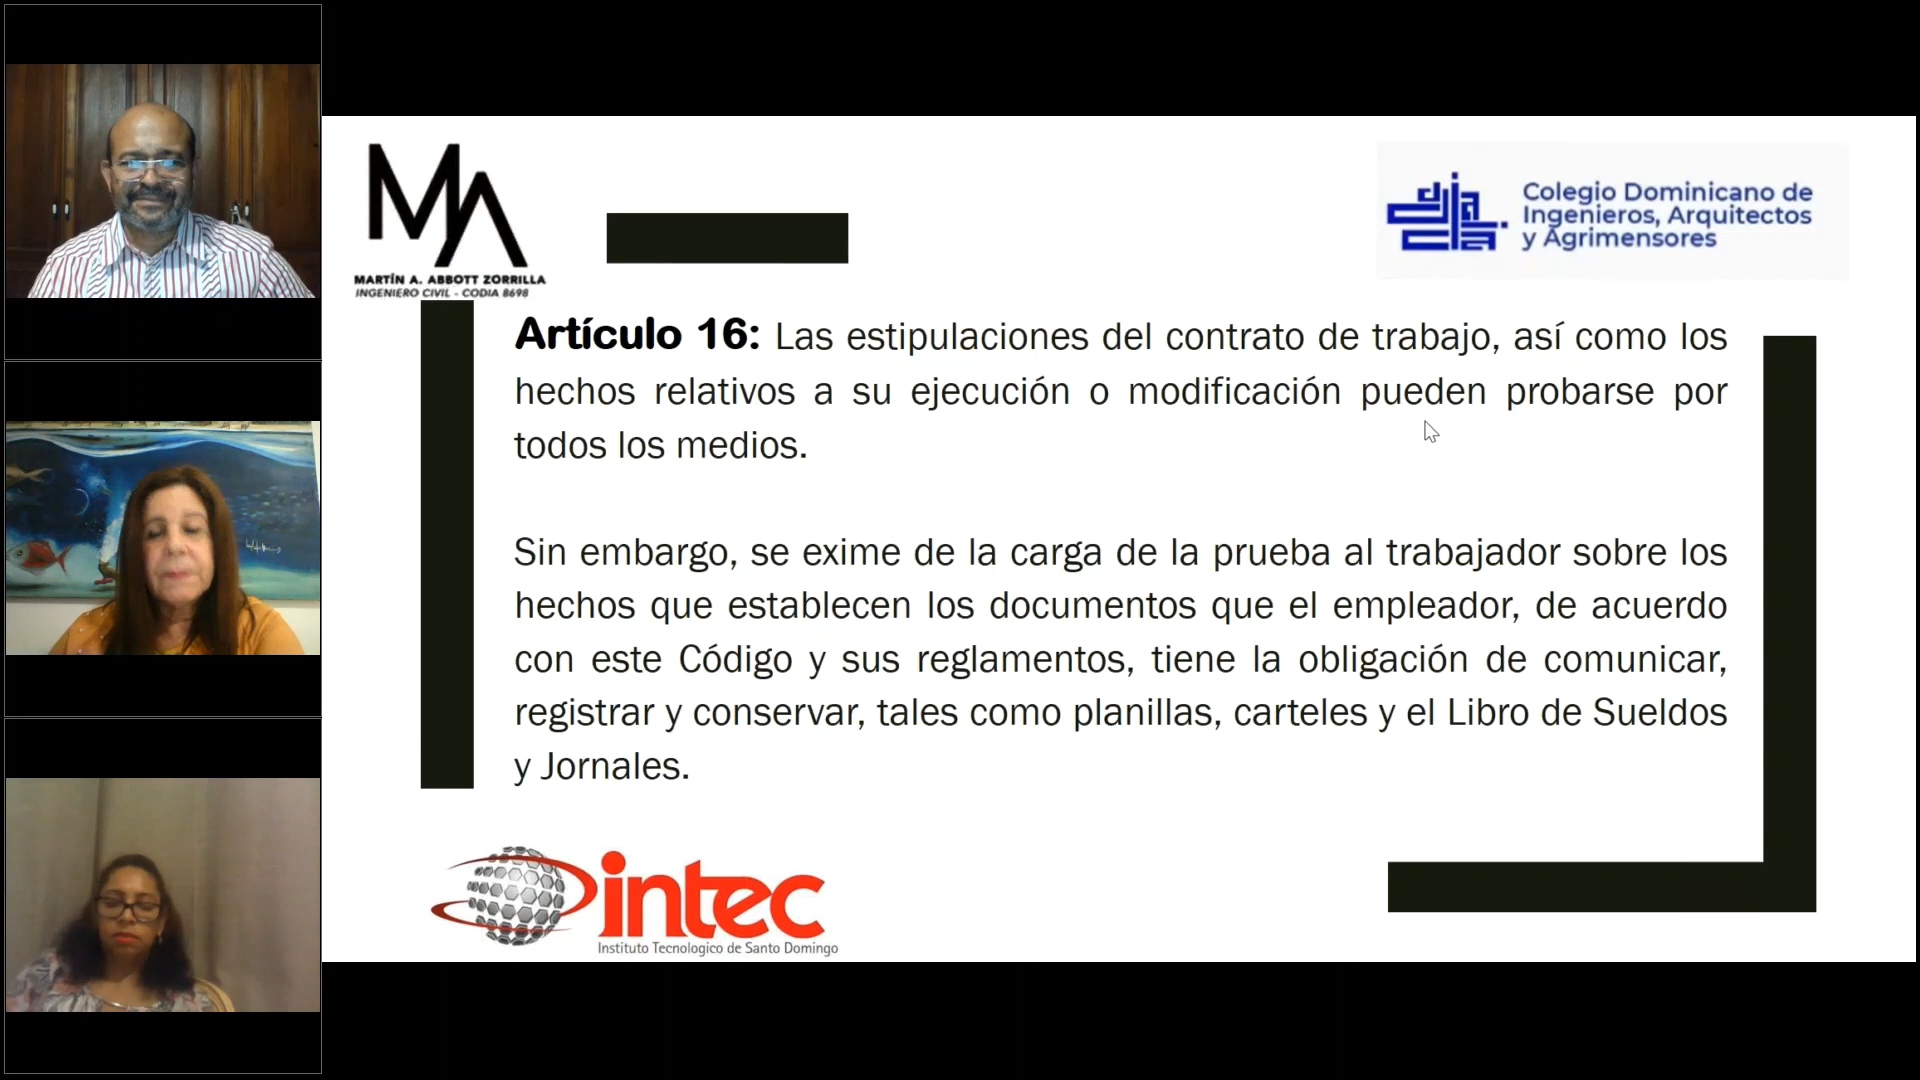 MA
MARTÍN A. ABBOTT ZORRILLA
INGENIERO CIVIL - CODIA 8698
Colegio Dominicano de
Ingenieros, Arquitectos
y Agrimensores
Artículo 16: Las estipulaciones del contrato de trabajo, así como los
hechos relativos a su ejecución o modificación pueden probarse por
todos los medios.
Sin embargo, se exime de la carga de la prueba al trabajador sobre los
hechos que establecen los documentos que el empleador, de acuerdo
con este Código y sus reglamentos, tiene la obligación de comunicar,
registrar y conservar, tales como planillas, carteles y el Libro de Sueldos
y Jornales.
intec
Instituto Tecnologico de Santo Domingo